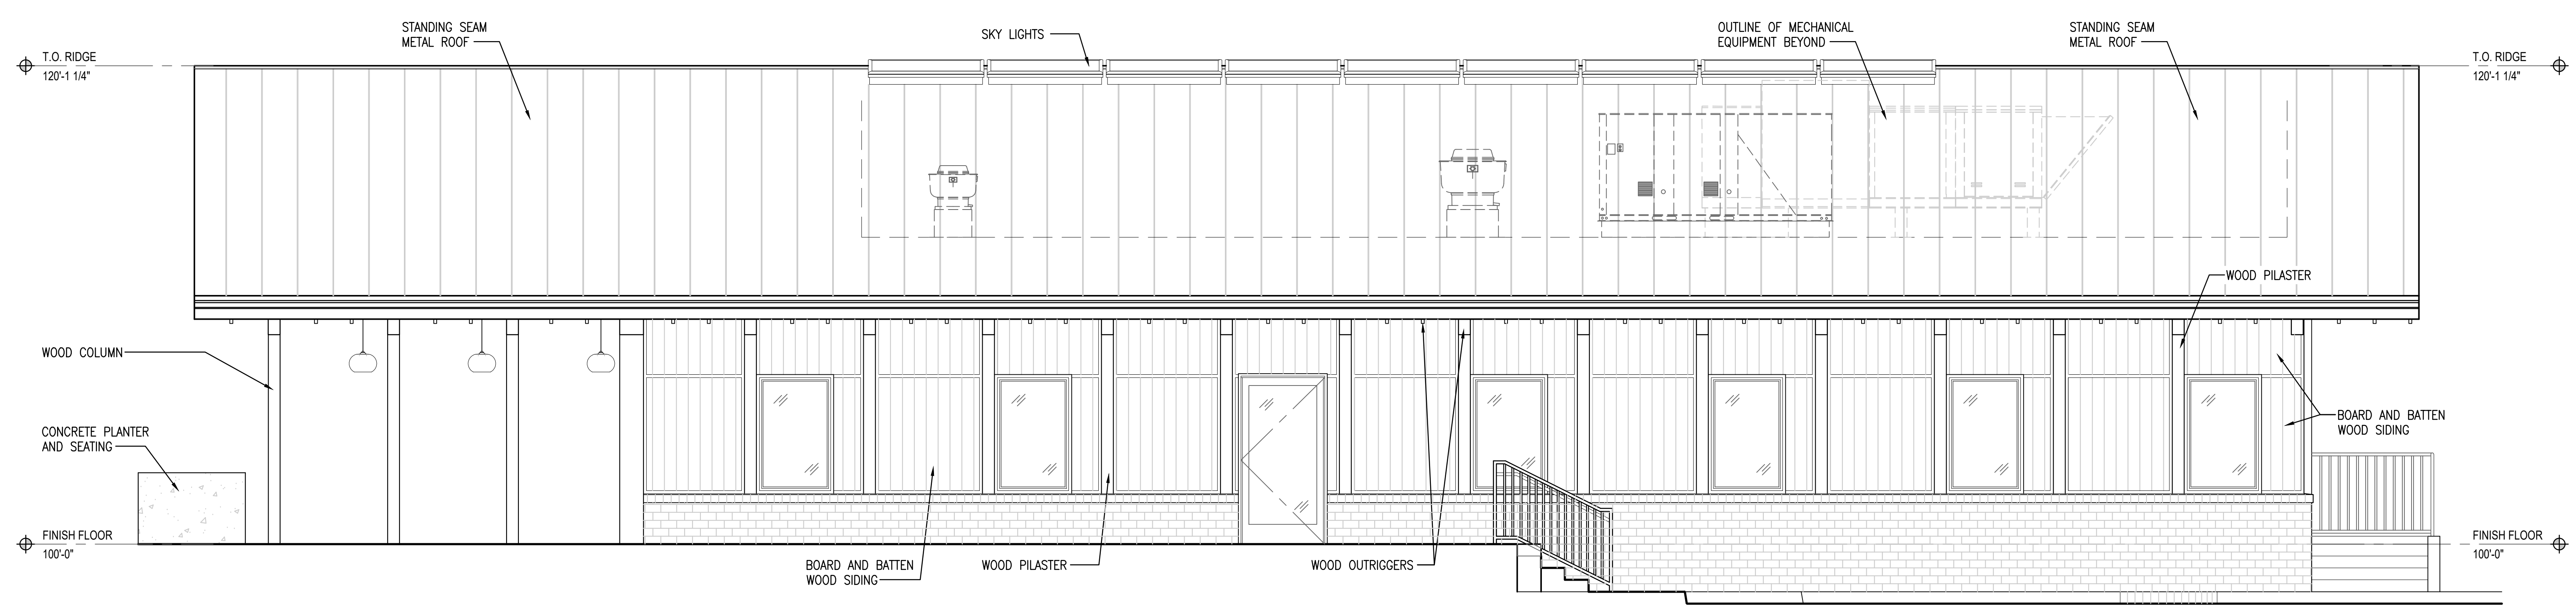 STANDING SEAM
METAL ROOF
SKY LIGHTS
OUTLINE OF MECHANICAL
EQUIPMENT BEYOND
STANDING SEAM
METAL ROOF
T.O. RIDGE
120'-1 1/4"
T.O. RIDGE
120'-1 1/4"
WOOD PILASTER
WOOD COLUMN
CONCRETE PLANTER
AND SEATING
BOARD AND BATTEN
WOOD SIDING
FINISH FLOOR
100'-0"
FINISH FLOOR
100'-0"
BOARD AND BATTEN
WOOD SIDING
WOOD PILASTER
WOOD OUTRIGGERS